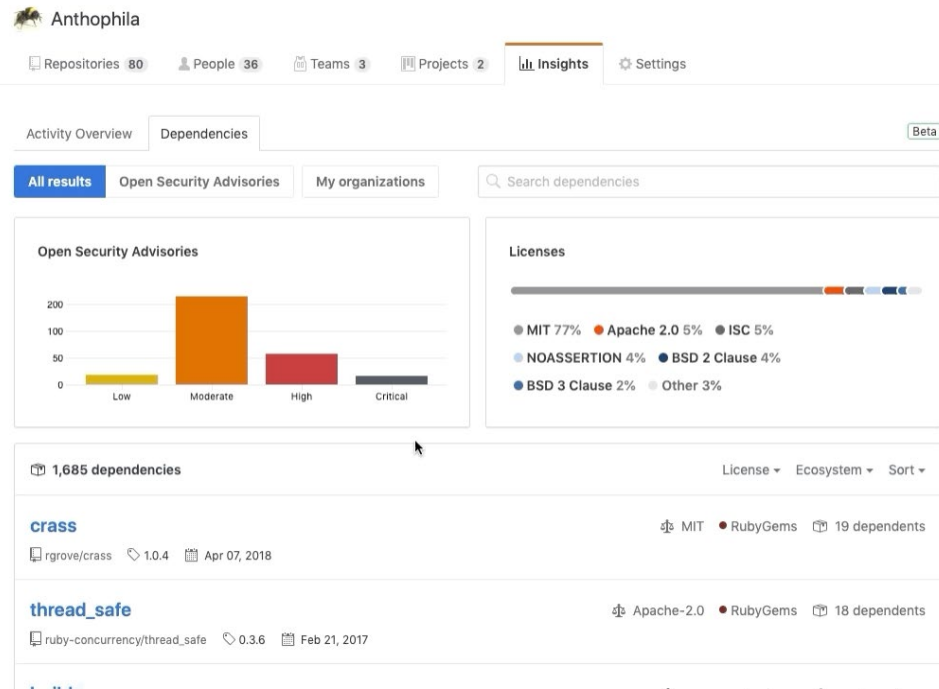 Anthophila
Repositories 80 People 36 Teams 3 Projects 2 Insights Settings
Activity Overview Dependencies Beta
All results Open Security Advisories My organizations Search dependencies
Open Security Advisories
200
100
50
0
Low Moderate High Critical
Licenses
MIT 77% Apache 2.0 5% ISC 5%
NOASSERTION 4% BSD 2 Clause 4%
BSD 3 Clause 2% Other 3%
1,685 dependencies License Ecosystem Sort
crass MIT RubyGems 19 dependents
rgrove/crass 1.0.4 Apr 07, 2018
thread_safe Apache-2.0 RubyGems 18 dependents
ruby-concurrency/thread_safe 0.3.6 Feb 21, 2017